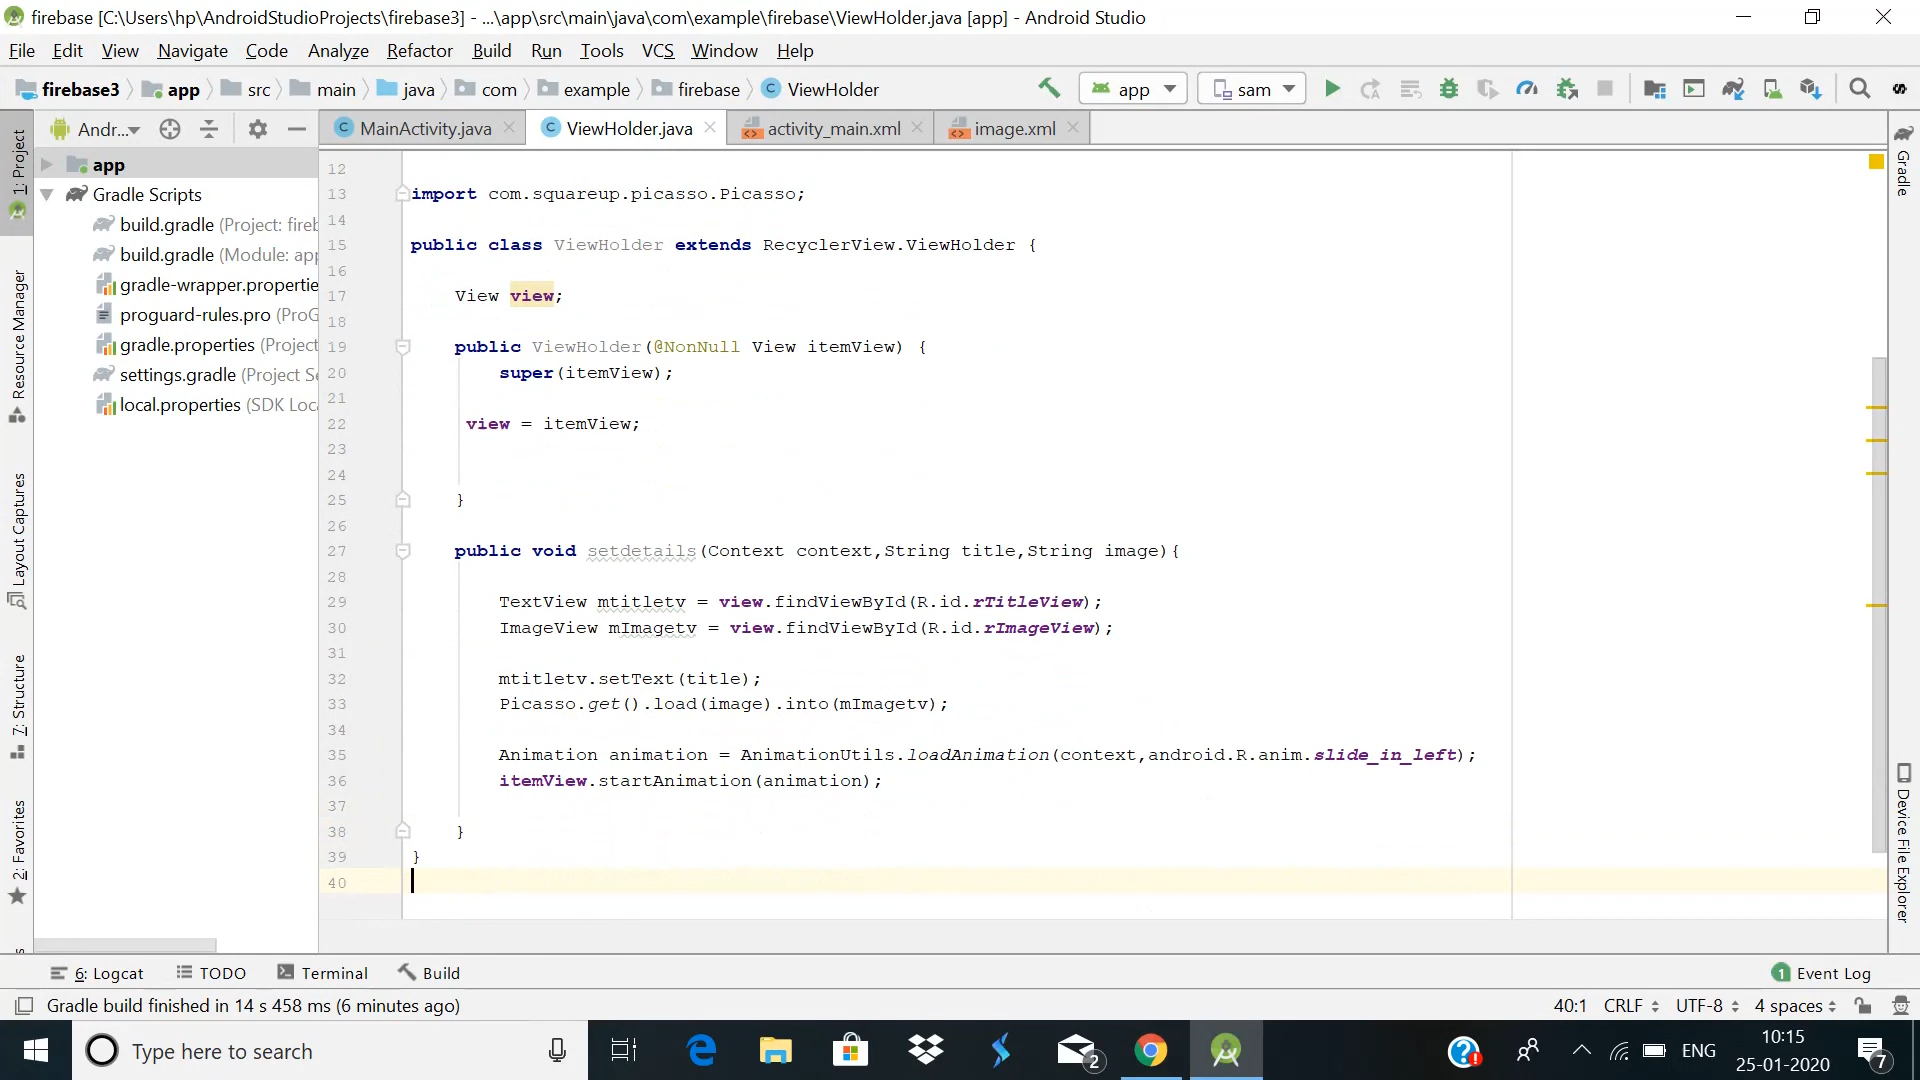 firebase [C:\Users\hp\AndroidStudioProjects\firebase3] - ...\app\src\main\java\com\example\firebase\ViewHolder.java [app] - Android Studio
File Edit View Navigate Code Analyze Refactor Build Run Tools VCS Window Help
firebase3 app src main java com example firebase ViewHolder app sam
Andr... MainActivity.java ViewHolder.java activity_main.xml image.xml
1: Project
Resource Manager
Layout Captures
7: Structure
2: Favorites
app
Gradle Scripts
build.gradle (Project: fireb
build.gradle (Module: app
gradle-wrapper.propertie
proguard-rules.pro (ProG
gradle.properties (Project
settings.gradle (Project Se
local.properties (SDK Loca
12
13 import com.squareup.picasso.Picasso;
14
15 public class ViewHolder extends RecyclerView.ViewHolder {
16
17 View view;
18
19 public ViewHolder(@NonNull View itemView) {
20 super(itemView);
21
22 view = itemView;
23
24
25 }
26
27 public void setdetails(Context context,String title,String image){
28
29 TextView mtitletv = view.findViewById(R.id.rTitleView);
30 ImageView mImagetv = view.findViewById(R.id.rImageView);
31
32 mtitletv.setText(title);
33 Picasso.get().load(image).into(mImagetv);
34
35 Animation animation = AnimationUtils.loadAnimation(context,android.R.anim.slide_in_left);
36 itemView.startAnimation(animation);
37
38 }
39 }
40
Gradle
Device File Explorer
6: Logcat TODO Terminal Build 1 Event Log
Gradle build finished in 14 s 458 ms (6 minutes ago) 40:1 CRLF UTF-8 4 spaces
Type here to search 2 ENG 10:15
25-01-2020 7